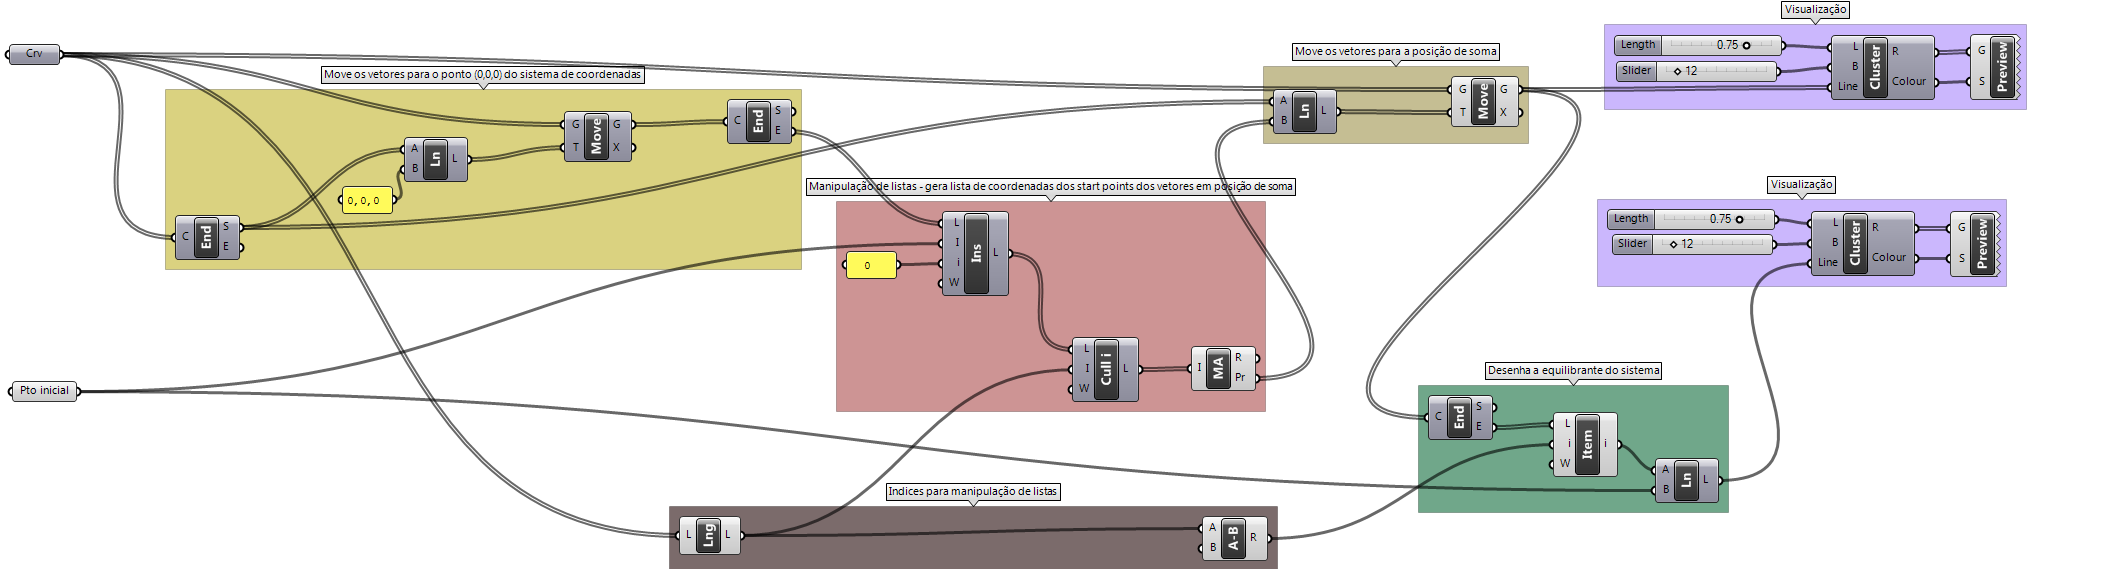 Crv
Move os vetores para o ponto (0,0,0) do sistema de coordenadas
C End S E
A B Ln L
0, 0, 0
G T Move G X
C End S E
Pto inicial
Manipulação de listas - gera lista de coordenadas dos start points dos vetores em posição de soma
0
L I i W Ins L
L I W Cull i L
I MA R Pr
Indices para manipulação de listas
L Lng L
A B A-B R
Move os vetores para a posição de soma
A B Ln L
G T Move G X
Visualização
Length 0.75
Slider 12
L B Line Cluster R Colour
G S Preview
Visualização
Length 0.75
Slider 12
L B Line Cluster R Colour
G S Preview
Desenha a equilibrante do sistema
C End S E
L i W Item i
A B Ln L